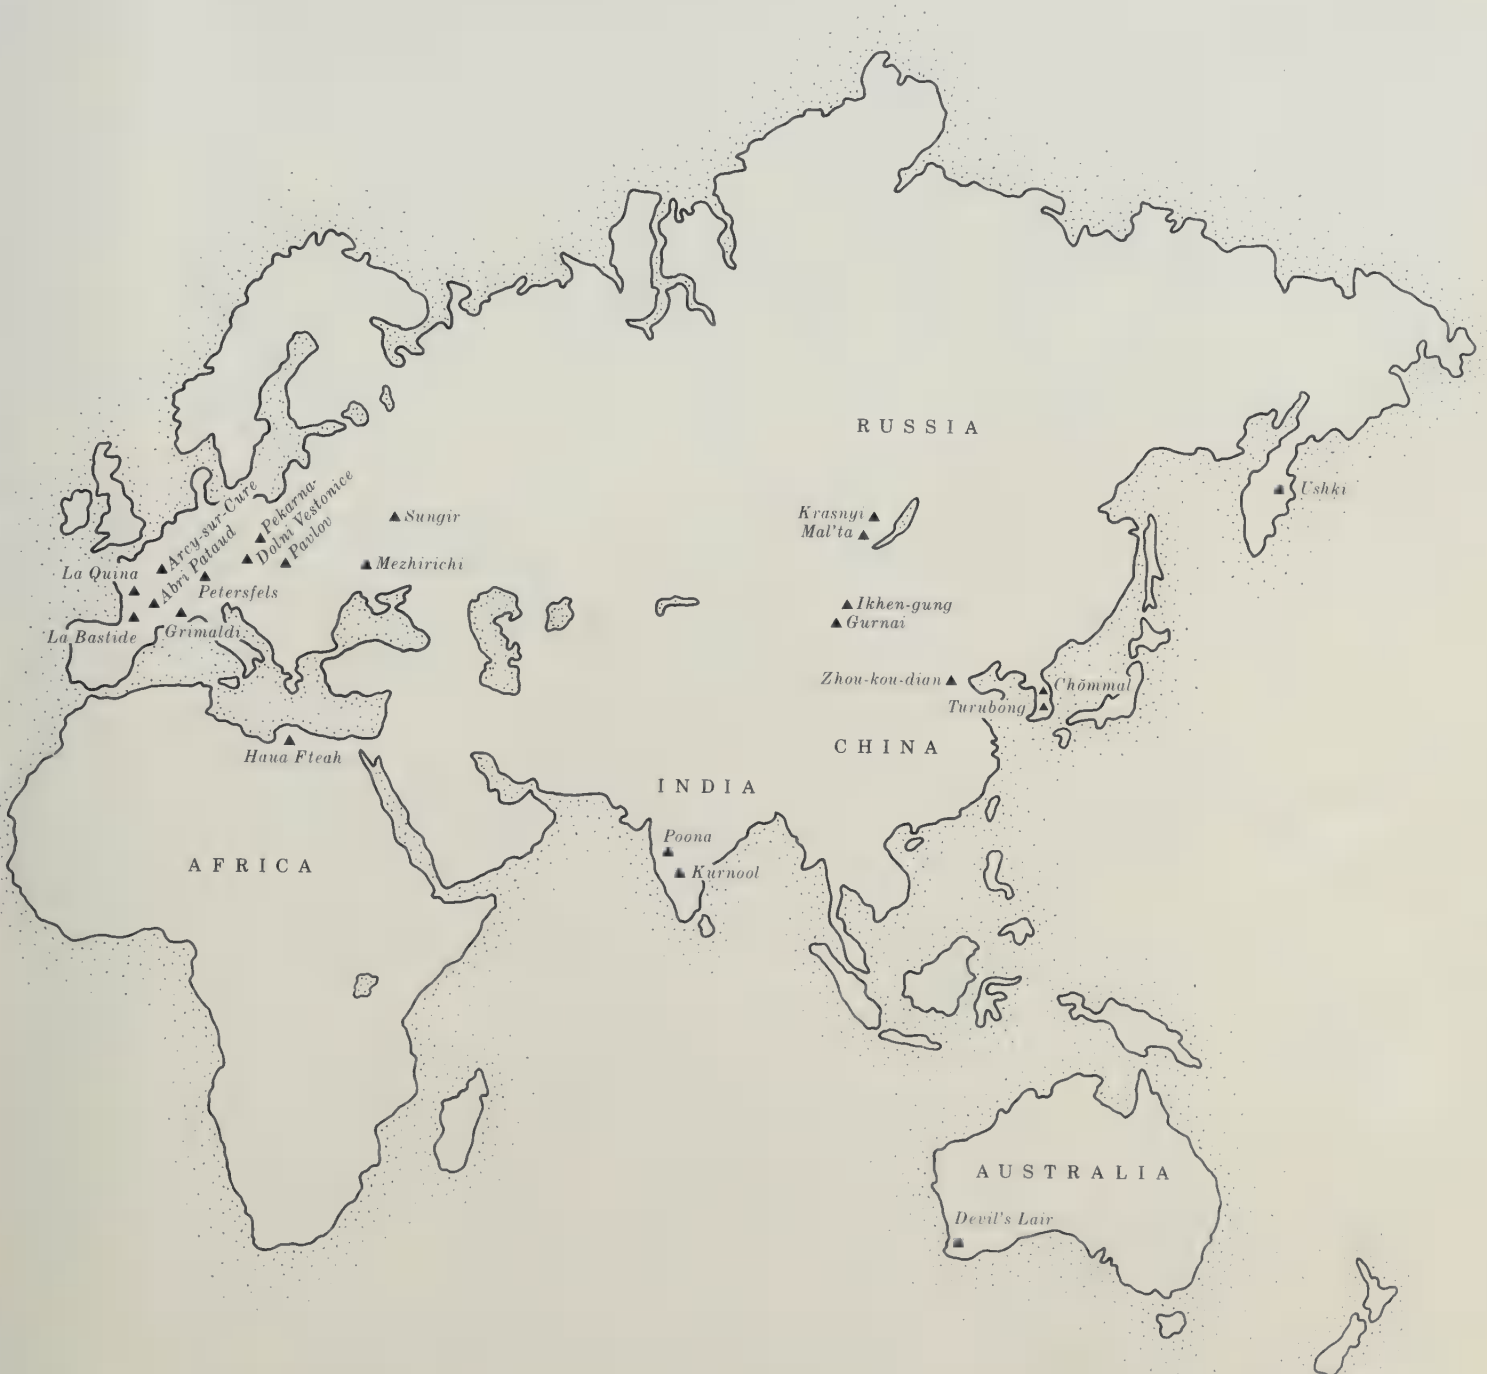 RUSSIA
Ushki
Arcy-sur-Cure
Pekarna
Dolni Vestonice
Sungir
Krasnyi
Mal'ta
Abri Pataud
Pavlov
Mezhirichi
La Quina
Petersfels
Ikhen-gung
Gurnai
La Bastide
Grimaldi
Zhou-kou-dian
Chŏmmal
Turubong
CHINA
Haua Fteah
INDIA
Poona
AFRICA
Kurnool
AUSTRALIA
Devil's Lair